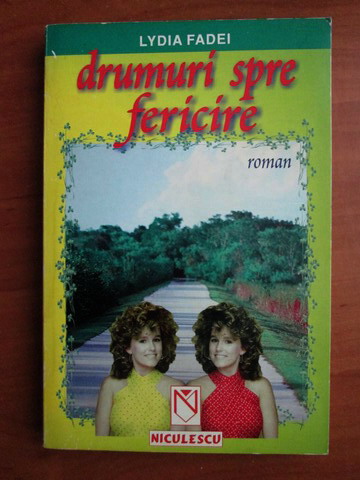 LYDIA FADEI
drumuri spre
fericire
roman
NICULESCU